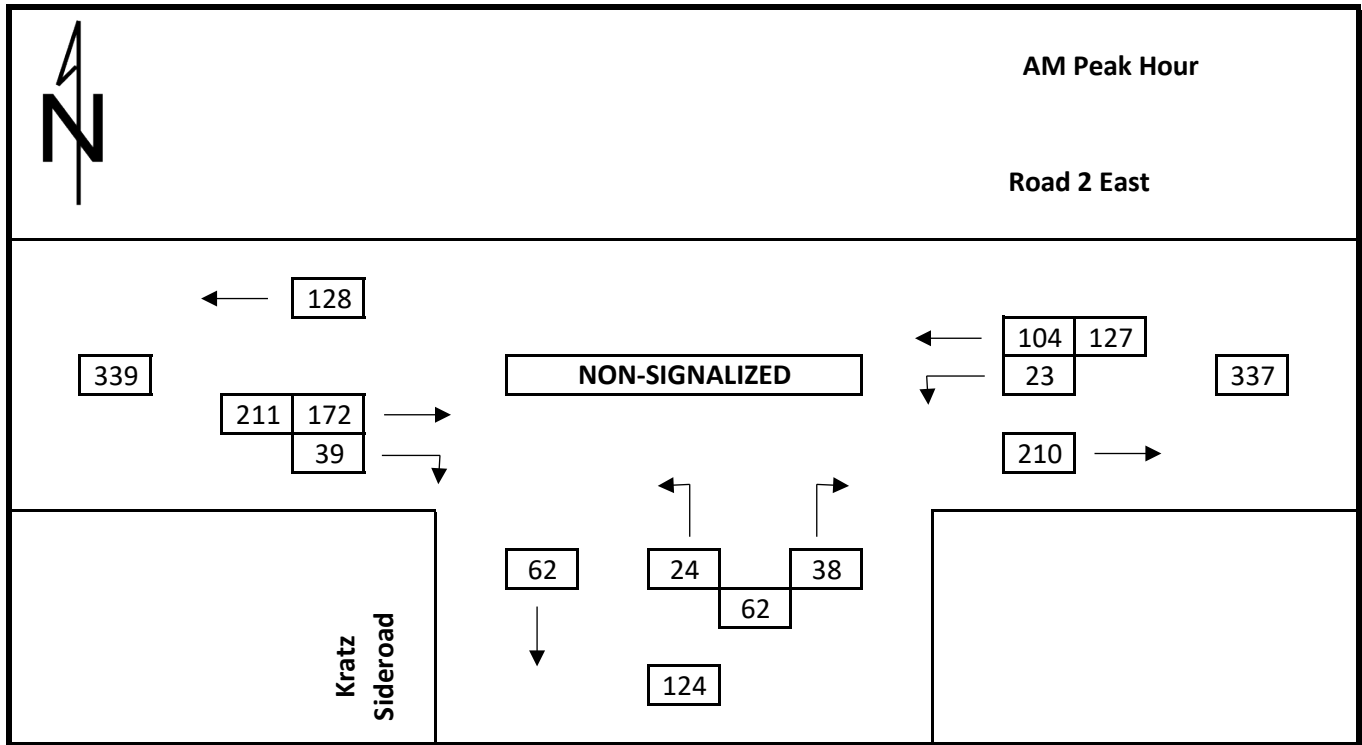 N
AM Peak Hour
Road 2 East
128
104 127
339
NON-SIGNALIZED
23
337
211 172
39
210
62
24
38
62
Kratz
Sideroad
124